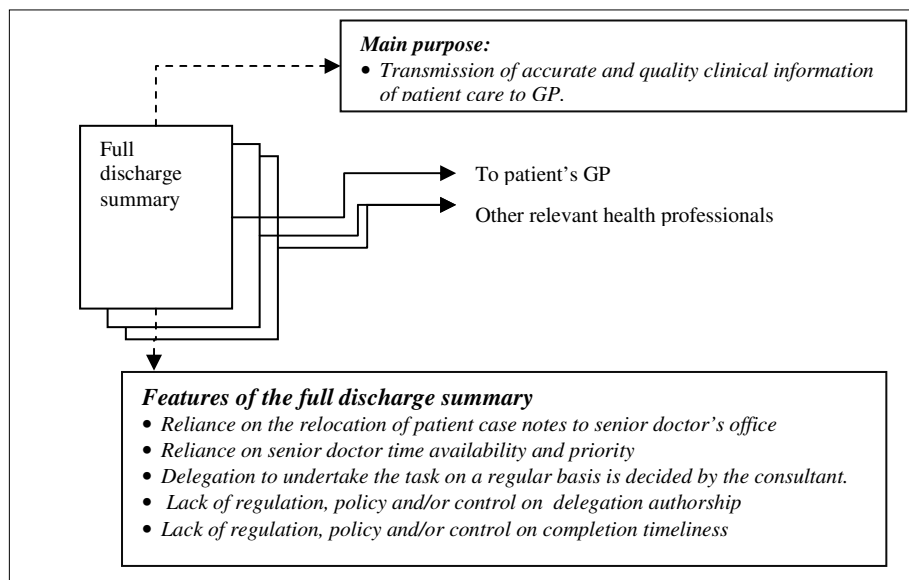 Main purpose:
• Transmission of accurate and quality clinical information
of patient care to GP.
Full
discharge
summary
To patient's GP
Other relevant health professionals
Features of the full discharge summary
• Reliance on the relocation of patient case notes to senior doctor's office
• Reliance on senior doctor time availability and priority
• Delegation to undertake the task on a regular basis is decided by the consultant.
• Lack of regulation, policy and/or control on delegation authorship
• Lack of regulation, policy and/or control on completion timeliness